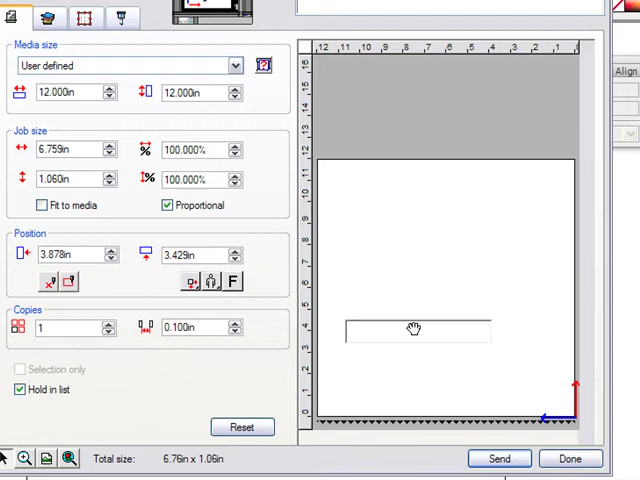 Media size
User defined
12.000in 12.000in
Job size
6.759in 100.000%
1.060in 100.000%
Fit to media Proportional
Position
3.878in 3.429in
F
Copies
1 0.100in
Selection only
Hold in list
Reset
Total size: 6.76in x 1.06in
12 11 10 9 8 7 6 5 4 3 2 1
16
15
14
13
12
11
10
9
8
7
6
5
4
3
2
1
0
Send Done
Align